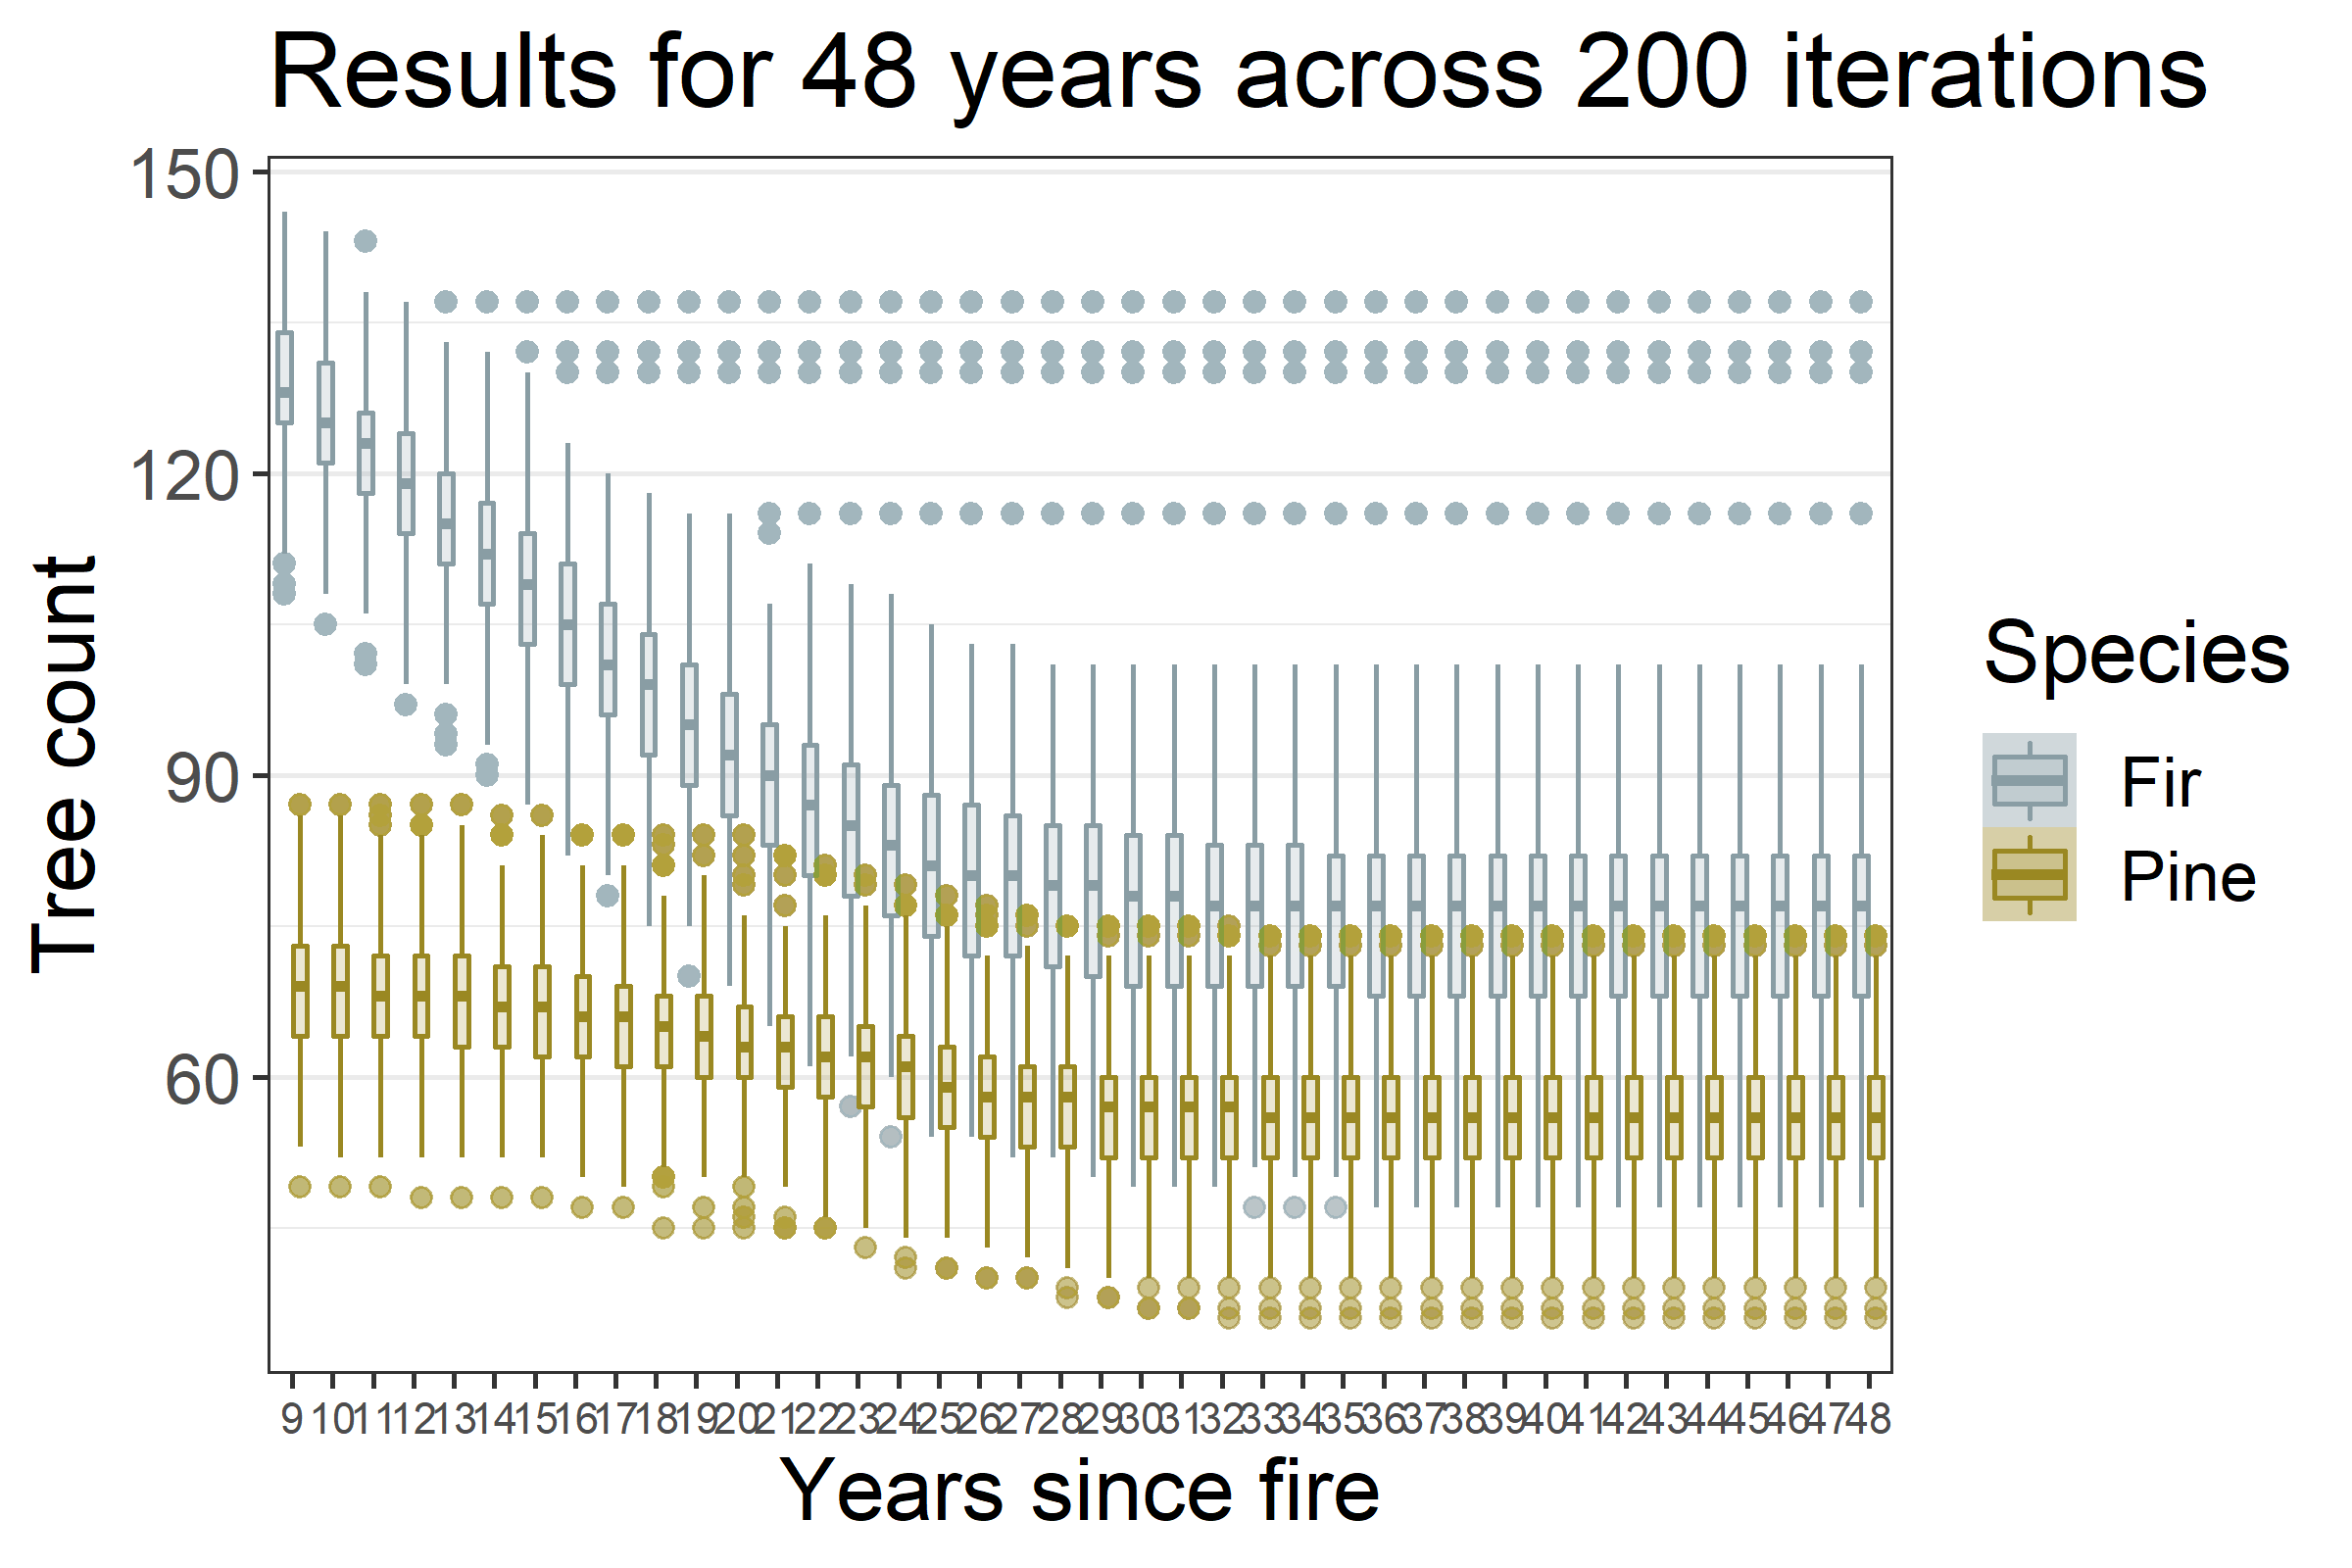 Results for 48 years across 200 iterations
150
120
90
60
Tree count
9 10 11 12 13 14 15 16 17 18 19 20 21 22 23 24 25 26 27 28 29 30 31 32 33 34 35 36 37 38 39 40 41 42 43 44 45 46 47 48
Years since fire
Species
Fir
Pine